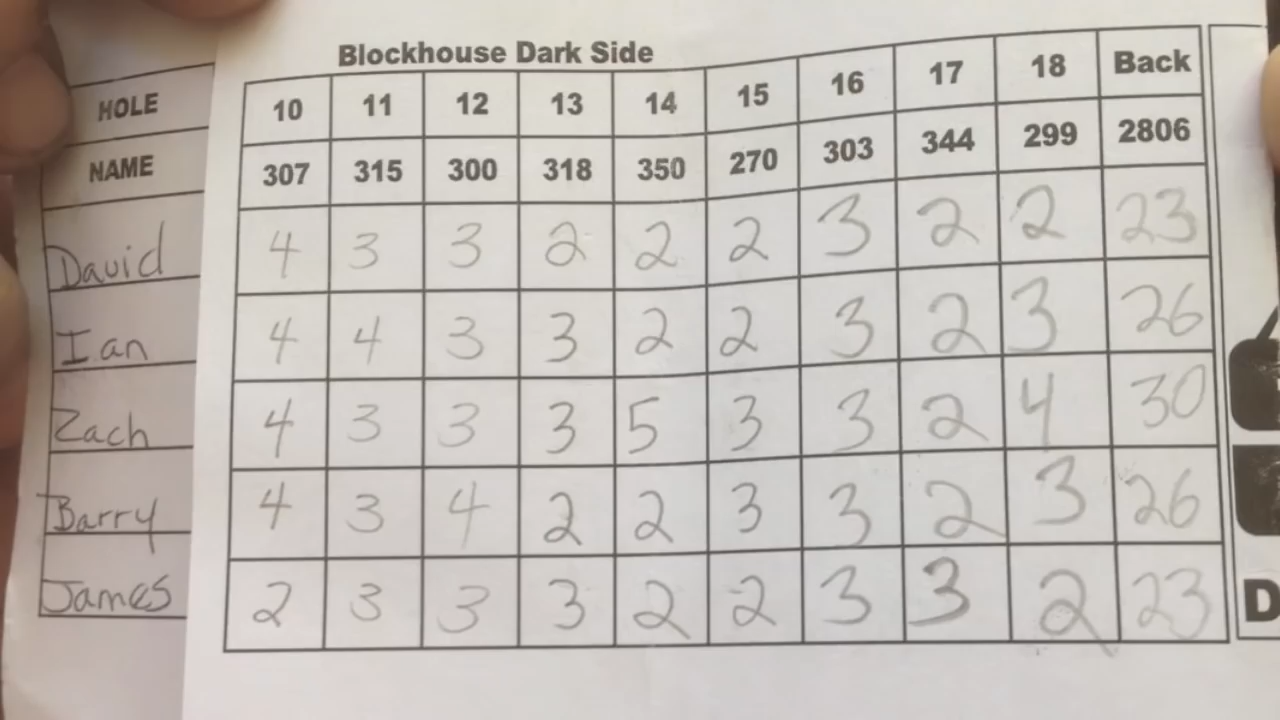 Blockhouse Dark Side
HOLE 10 11 12 13 14 15 16 17 18 Back
NAME 307 315 300 318 350 270 303 344 299 2806
David 4 3 3 2 2 2 3 2 2 23
Ian 4 4 3 3 2 2 3 2 3 26
Zach 4 3 3 3 5 3 3 2 4 30
Barry 4 3 4 2 2 3 3 2 3 26
James 2 3 3 3 2 2 3 3 2 23
D